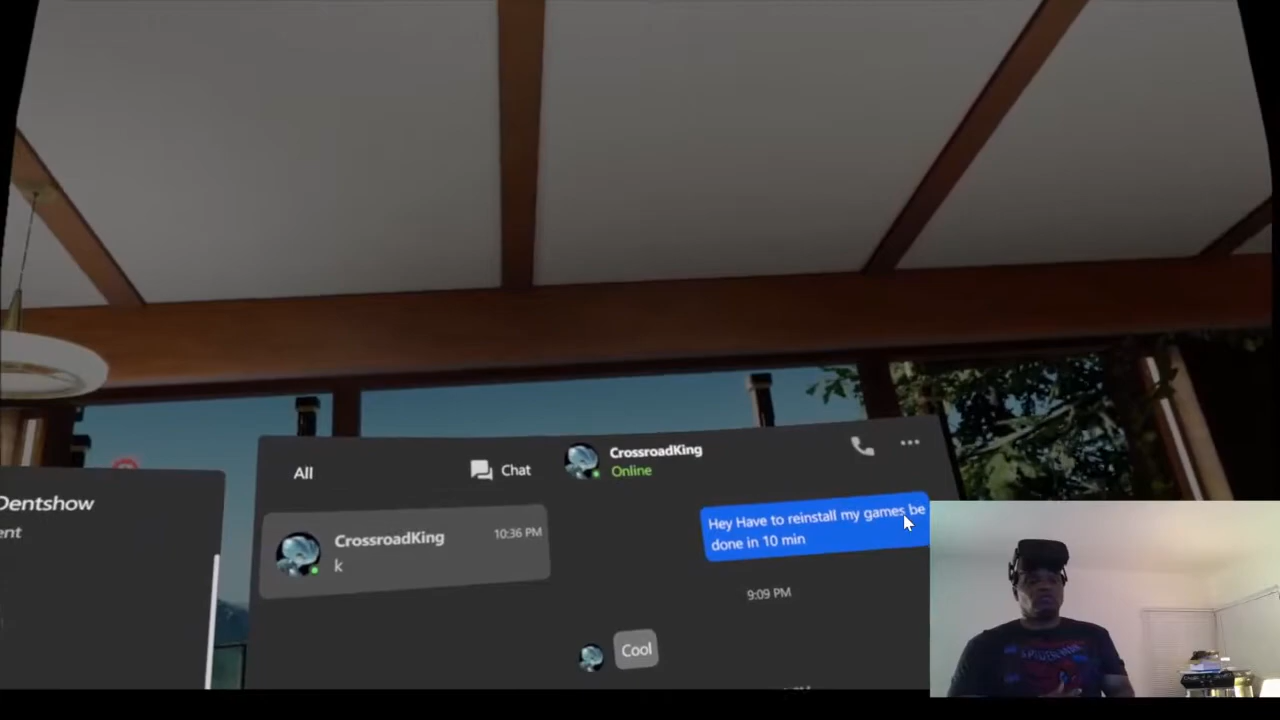 Dentshow
ent
All
Chat
CrossroadKing
Online
CrossroadKing
10:36 PM
k
Hey Have to reinstall my games be
done in 10 min
9:09 PM
Cool